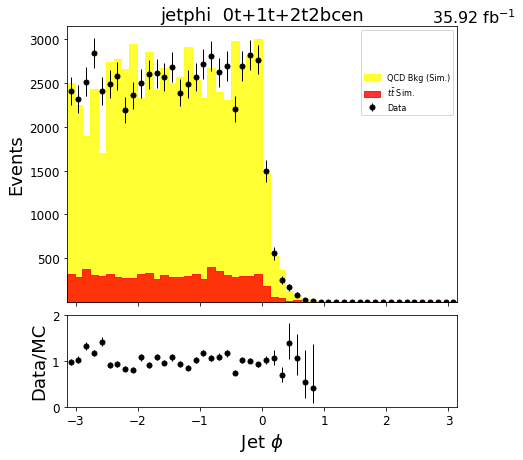 jetphi 0t+1t+2t2bcen
35.92 fb⁻¹
3000
2500
2000
1500
1000
500
Events
QCD Bkg (Sim.)
tt̄ Sim.
Data
2
1
0
Data/MC
−3 −2 −1 0 1 2 3
Jet ϕ